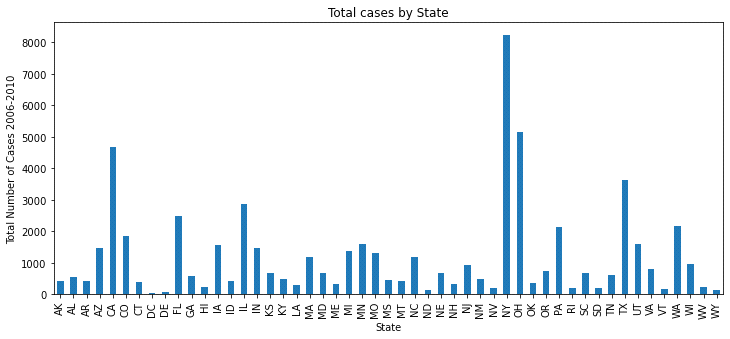 Total cases by State
Total Number of Cases 2006-2010
8000
7000
6000
5000
4000
3000
2000
1000
0
AK AL AR AZ CA CO CT DC DE FL GA HI IA ID IL IN KS KY LA MA MD ME MI MN MO MS MT NC ND NE NH NJ NM NV NY OH OK OR PA RI SC SD TN TX UT VA VT WA WI WV WY
State